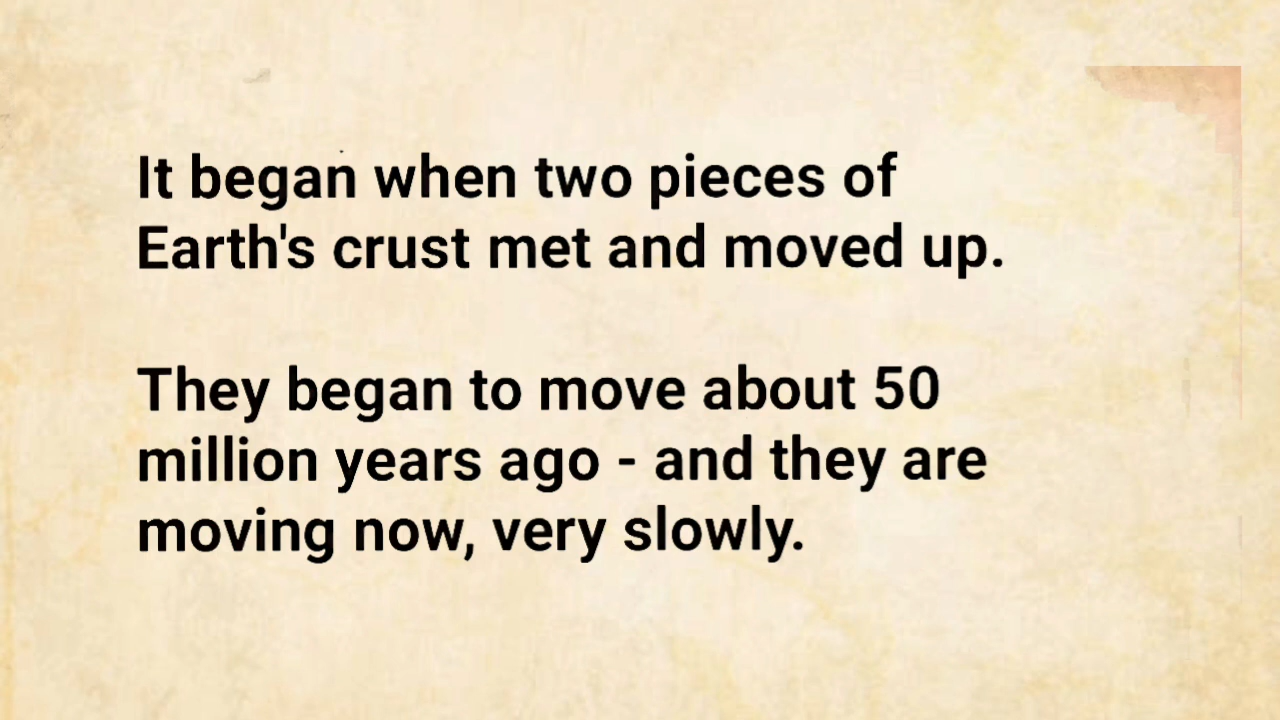 It began when two pieces of
Earth's crust met and moved up.
They began to move about 50
million years ago - and they are
moving now, very slowly.